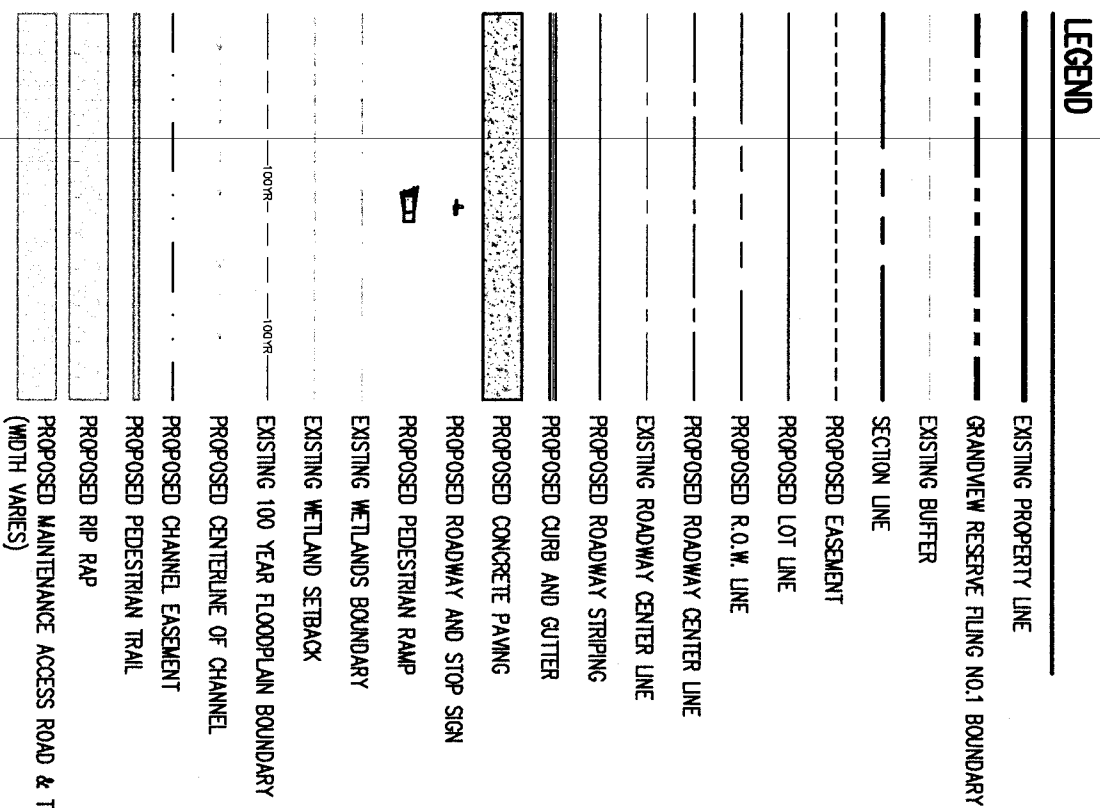 LEGEND
EXISTING PROPERTY LINE
GRANDVIEW RESERVE FILING NO.1 BOUNDARY
EXISTING BUFFER
SECTION LINE
PROPOSED EASEMENT
PROPOSED LOT LINE
PROPOSED R.O.W. LINE
PROPOSED ROADWAY CENTER LINE
EXISTING ROADWAY CENTER LINE
PROPOSED ROADWAY STRIPING
PROPOSED CURB AND GUTTER
PROPOSED CONCRETE PAVING
PROPOSED ROADWAY AND STOP SIGN
PROPOSED PEDESTRIAN RAMP
EXISTING WETLANDS BOUNDARY
EXISTING WETLAND SETBACK
100YR 100YR EXISTING 100 YEAR FLOODPLAIN BOUNDARY
PROPOSED CENTERLINE OF CHANNEL
PROPOSED CHANNEL EASEMENT
PROPOSED PEDESTRIAN TRAIL
PROPOSED RIP RAP
PROPOSED MAINTENANCE ACCESS ROAD & T
(WIDTH VARIES)